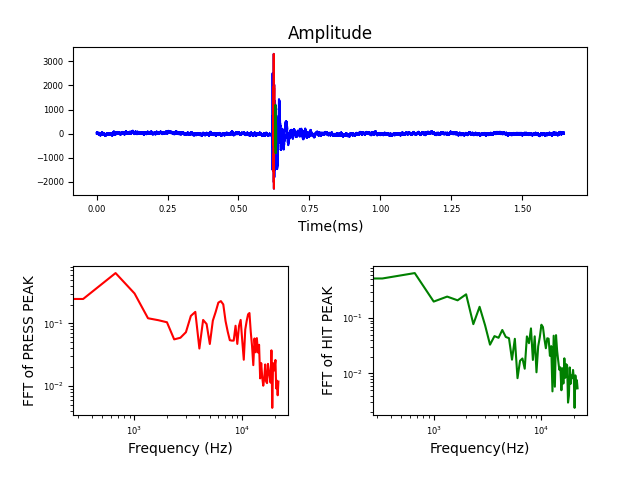 Amplitude
3000
2000
1000
0
−1000
−2000
0.00 0.25 0.50 0.75 1.00 1.25 1.50
Time(ms)
FFT of PRESS PEAK
10⁻¹
10⁻²
10³ 10⁴
Frequency (Hz)
FFT of HIT PEAK
10⁻¹
10⁻²
10³ 10⁴
Frequency(Hz)